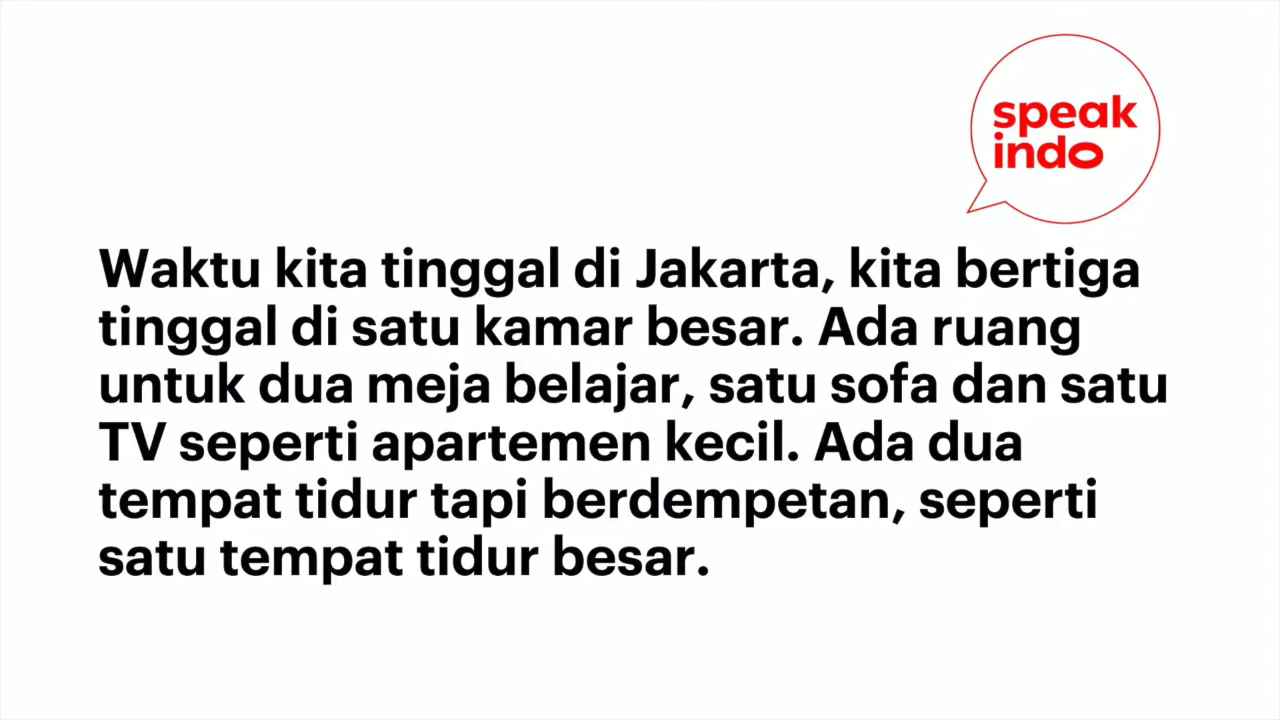 speak
indo
Waktu kita tinggal di Jakarta, kita bertiga
tinggal di satu kamar besar. Ada ruang
untuk dua meja belajar, satu sofa dan satu
TV seperti apartemen kecil. Ada dua
tempat tidur tapi berdempetan, seperti
satu tempat tidur besar.